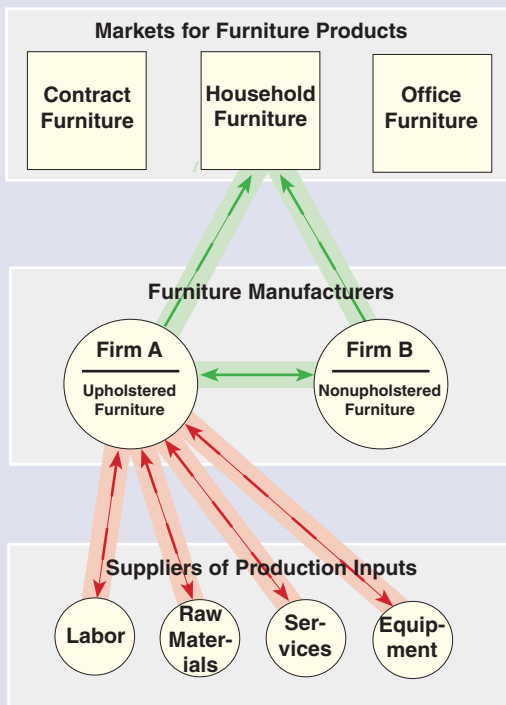 Markets for Furniture Products
Contract
Furniture
Household
Furniture
Office
Furniture
Furniture Manufacturers
Firm A
Upholstered
Furniture
Firm B
Nonupholstered
Furniture
Suppliers of Production Inputs
Labor
Raw
Mater-
ials
Ser-
vices
Equip-
ment